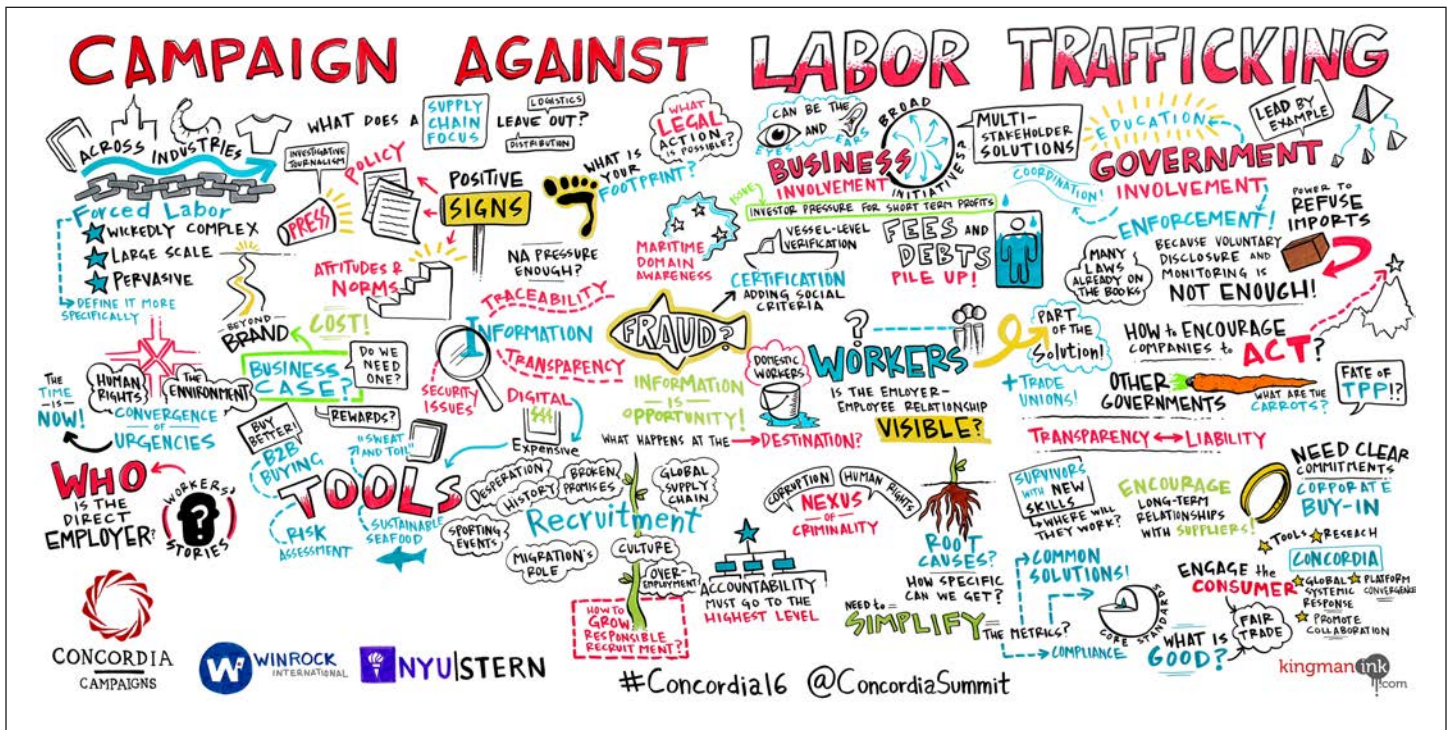 CAMPAIGN AGAINST LABOR TRAFFICKING
ACROSS INDUSTRIES
Forced Labor
WICKEDLY COMPLEX
LARGE SCALE
PERVASIVE
DEFINE IT MORE
SPECIFICALLY
WHAT DOES A
SUPPLY
CHAIN
FOCUS
LEAVE OUT?
LOGISTICS
DISTRIBUTION
INVESTIGATIVE
JOURNALISM
PRESS
POLICY
POSITIVE
SIGNS
ATTITUDES &
NORMS
BEYOND
BRAND
COST!
BUSINESS
CASE?
DO WE
NEED
ONE?
REWARDS?
THE
TIME
IS
NOW!
HUMAN
RIGHTS
THE
ENVIRONMENT
CONVERGENCE
OF
URGENCIES
WHO
IS THE
DIRECT
EMPLOYER?
WORKERS'
?
STORIES
BUY
BETTER!
B2B
BUYING
TOOLS
"SWEAT
AND TOIL"
RISK
ASSESSMENT
SUSTAINABLE
SEAFOOD
WHAT IS
YOUR
FOOTPRINT?
NA PRESSURE
ENOUGH?
TRACEABILITY
INFORMATION
TRANSPARENCY
SECURITY
ISSUES
DIGITAL
$$$
Expensive
WHAT
LEGAL
ACTION
IS POSSIBLE?
MARITIME
DOMAIN
AWARENESS
FRAUD?
INFORMATION
IS
OPPORTUNITY!
WHAT HAPPENS AT THE DESTINATION?
DOMESTIC
WORKERS
CAN BE THE
EYES AND EARS
BUSINESS
INVOLVEMENT
BROAD
INITIATIVES?
ISSUE
INVESTOR PRESSURE FOR SHORT TERM PROFITS
VESSEL-LEVEL
VERIFICATION
CERTIFICATION
ADDING SOCIAL
CRITERIA
FEES AND
DEBTS
PILE UP!
?
WORKERS
IS THE EMPLOYER-
EMPLOYEE RELATIONSHIP
VISIBLE?
PART
OF THE
Solution!
+ TRADE
UNIONS!
DESPERATION
HISTORY
BROKEN
PROMISES
GLOBAL
SUPPLY
CHAIN
SPORTING
EVENTS
Recruitment
MIGRATION'S
ROLE
CULTURE
OVER-
EMPLOYMENT
HOW TO
GROW
RESPONSIBLE
RECRUITMENT?
CORRUPTION
HUMAN RIGHTS
NEXUS
OF
CRIMINALITY
ACCOUNTABILITY
MUST GO TO THE
HIGHEST LEVEL
ROOT
CAUSES?
HOW SPECIFIC
CAN WE GET?
NEED to
SIMPLIFY
THE METRICS?
COMMON
SOLUTIONS!
COMPLIANCE
CORE STANDARDS
MULTI-
STAKEHOLDER
SOLUTIONS
EDUCATION
LEAD BY
EXAMPLE
GOVERNMENT
INVOLVEMENT
COORDINATION!
ENFORCEMENT!
POWER TO
REFUSE
IMPORTS
MANY
LAWS
ALREADY ON
THE BOOKS
BECAUSE VOLUNTARY
DISCLOSURE AND
MONITORING IS
NOT ENOUGH!
HOW to ENCOURAGE
COMPANIES to ACT?
OTHER
GOVERNMENTS
WHAT ARE the
CARROTS?
FATE OF
TPP!?
TRANSPARENCY LIABILITY
SURVIVORS
WITH NEW
SKILLS
WHERE WILL
THEY WORK?
ENCOURAGE
LONG-TERM
RELATIONSHIPS
WITH SUPPLIERS!
NEED CLEAR
COMMITMENTS
CORPORATE
BUY-IN
TOOLS RESEACH
CONCORDIA
GLOBAL
SYSTEMIC
RESPONSE
PLATFORM
CONVERGENCE
PROMOTE
COLLABORATION
ENGAGE the
CONSUMER
FAIR
TRADE
WHAT IS
GOOD?
CONCORDIA
CAMPAIGNS
W
WINROCK
INTERNATIONAL
NYU|STERN
#Concordia16 @ConcordiaSummit
kingmanink
.com